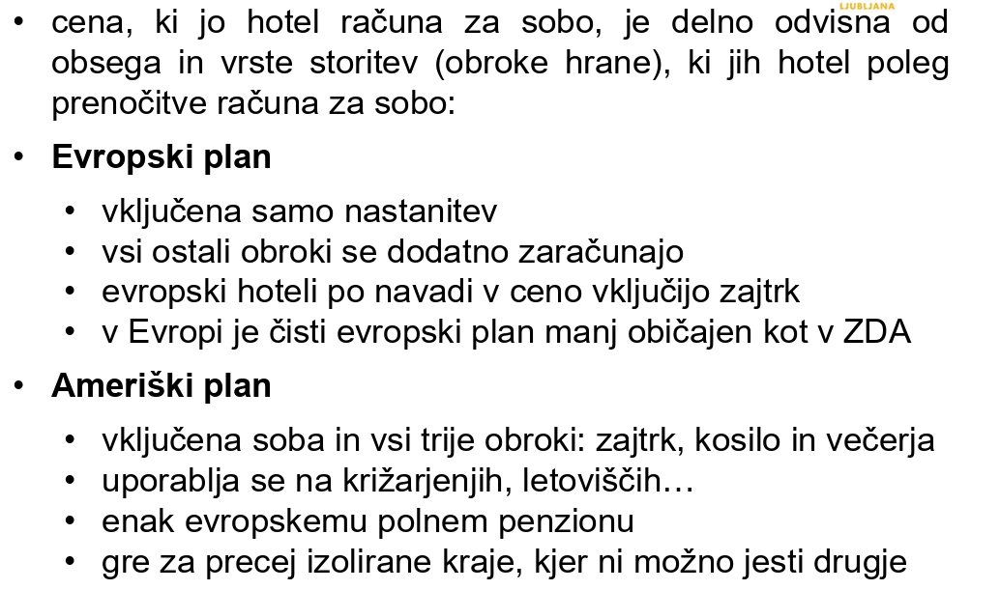 LJUBLJANA
• cena, ki jo hotel računa za sobo, je delno odvisna od
obsega in vrste storitev (obroke hrane), ki jih hotel poleg
prenočitve računa za sobo:
• Evropski plan
• vključena samo nastanitev
• vsi ostali obroki se dodatno zaračunajo
• evropski hoteli po navadi v ceno vključijo zajtrk
• v Evropi je čisti evropski plan manj običajen kot v ZDA
• Ameriški plan
• vključena soba in vsi trije obroki: zajtrk, kosilo in večerja
• uporablja se na križarjenjih, letoviščih…
• enak evropskemu polnem penzionu
• gre za precej izolirane kraje, kjer ni možno jesti drugje